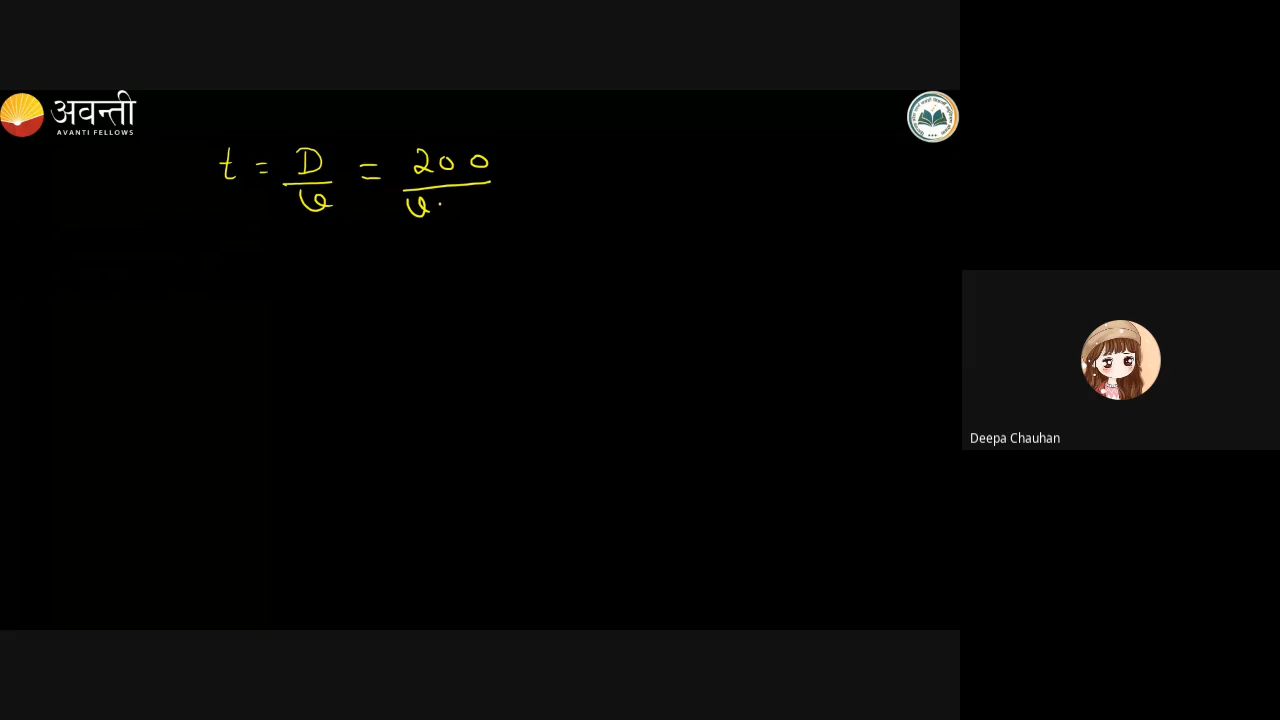 अवन्ती
AVANTI FELLOWS
t = D/v = 200/v.
Deepa Chauhan